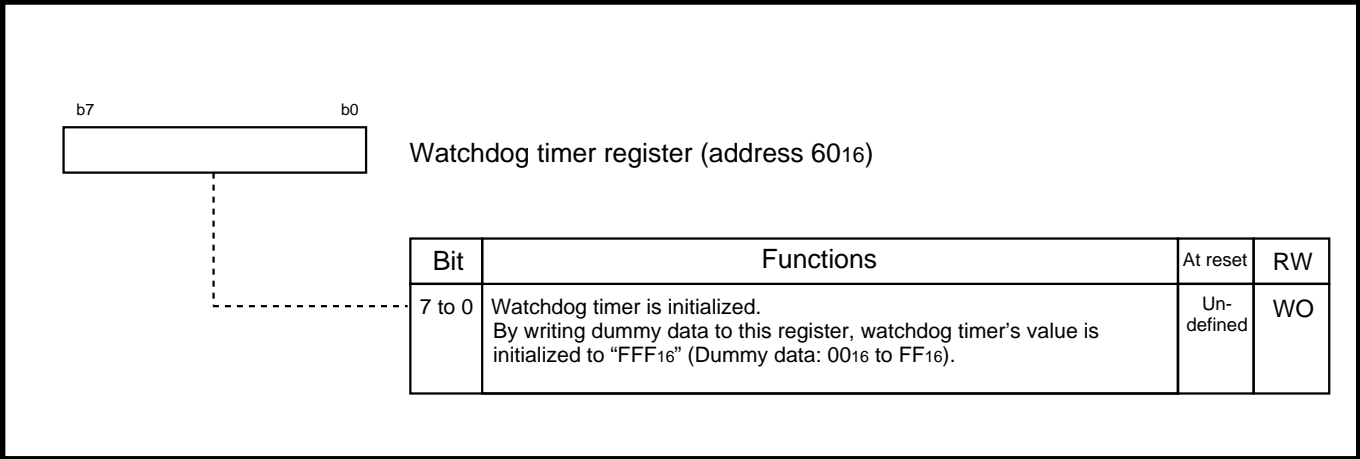 b7 b0
Watchdog timer register (address 6016)
Bit Functions At reset RW
7 to 0 Watchdog timer is initialized. Un- WO
By writing dummy data to this register, watchdog timer’s value is defined
initialized to “FFF16” (Dummy data: 0016 to FF16).